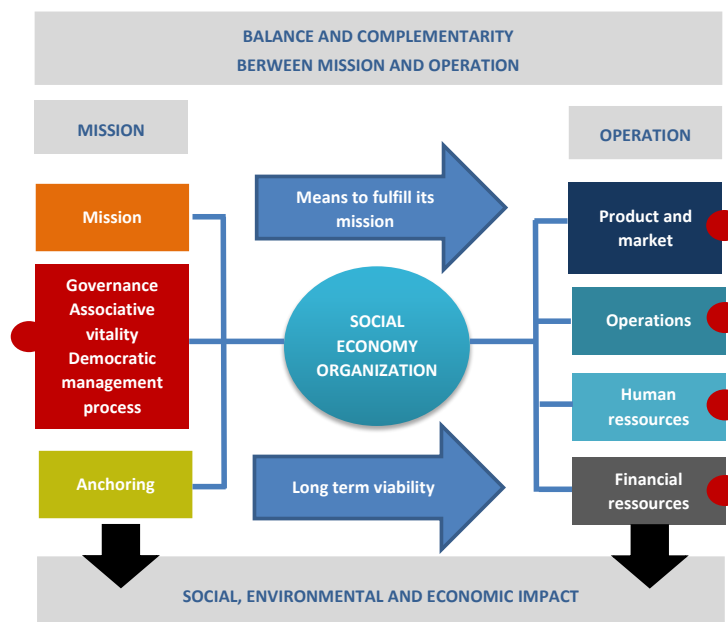 BALANCE AND COMPLEMENTARITY
BERWEEN MISSION AND OPERATION
MISSION
OPERATION
Mission
Means to fulfill its
mission
Product and
market
Governance
Associative
vitality
Democratic
management
process
SOCIAL
ECONOMY
ORGANIZATION
Operations
Human
ressources
Anchoring
Long term viability
Financial
ressources
SOCIAL, ENVIRONMENTAL AND ECONOMIC IMPACT